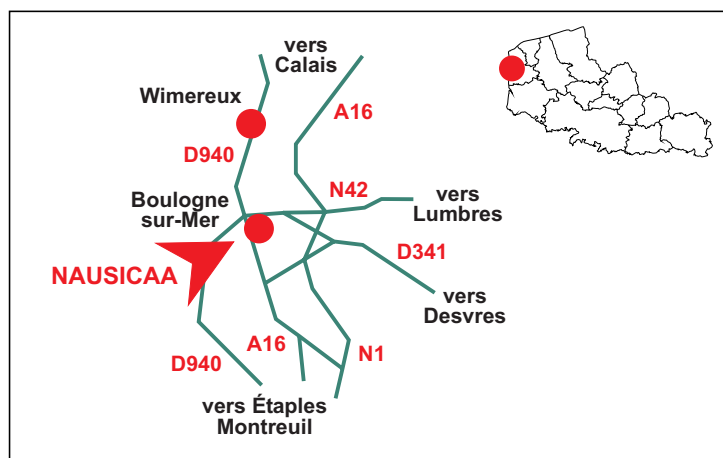 vers
Calais
Wimereux
A16
D940
Boulogne
sur-Mer
N42
vers
Lumbres
D341
NAUSICAA
vers
Desvres
A16
N1
D940
vers Étaples
Montreuil